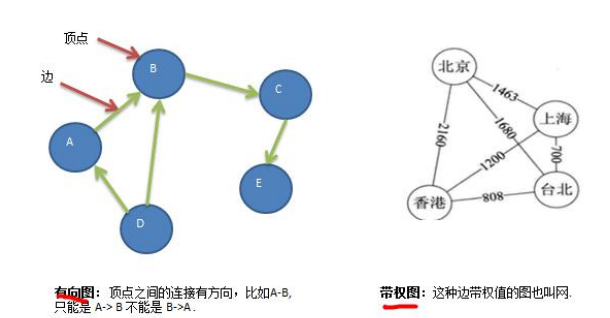 顶点
边
B
C
A
E
D
有向图：顶点之间的连接有方向，比如A-B,
只能是 A-> B 不能是 B->A .
北京
1463
上海
1680
2160
1200
700
香港
808
台北
带权图：这种边带权值的图也叫网.